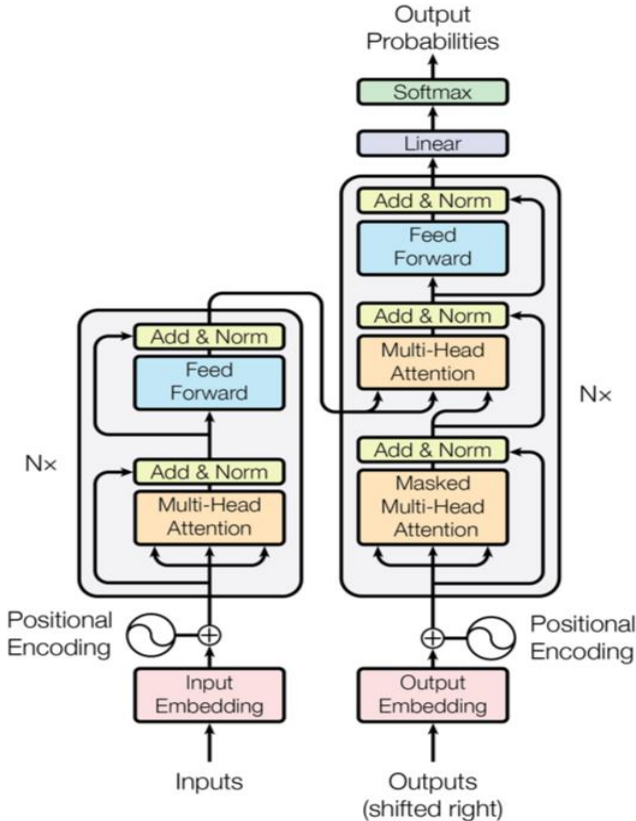 Output
Probabilities
Softmax
Linear
Add & Norm
Feed
Forward
Add & Norm
Multi-Head
Attention
Nx
Add & Norm
Masked
Multi-Head
Attention
Add & Norm
Feed
Forward
Nx
Add & Norm
Multi-Head
Attention
Positional
Encoding
Positional
Encoding
Input
Embedding
Output
Embedding
Inputs
Outputs
(shifted right)